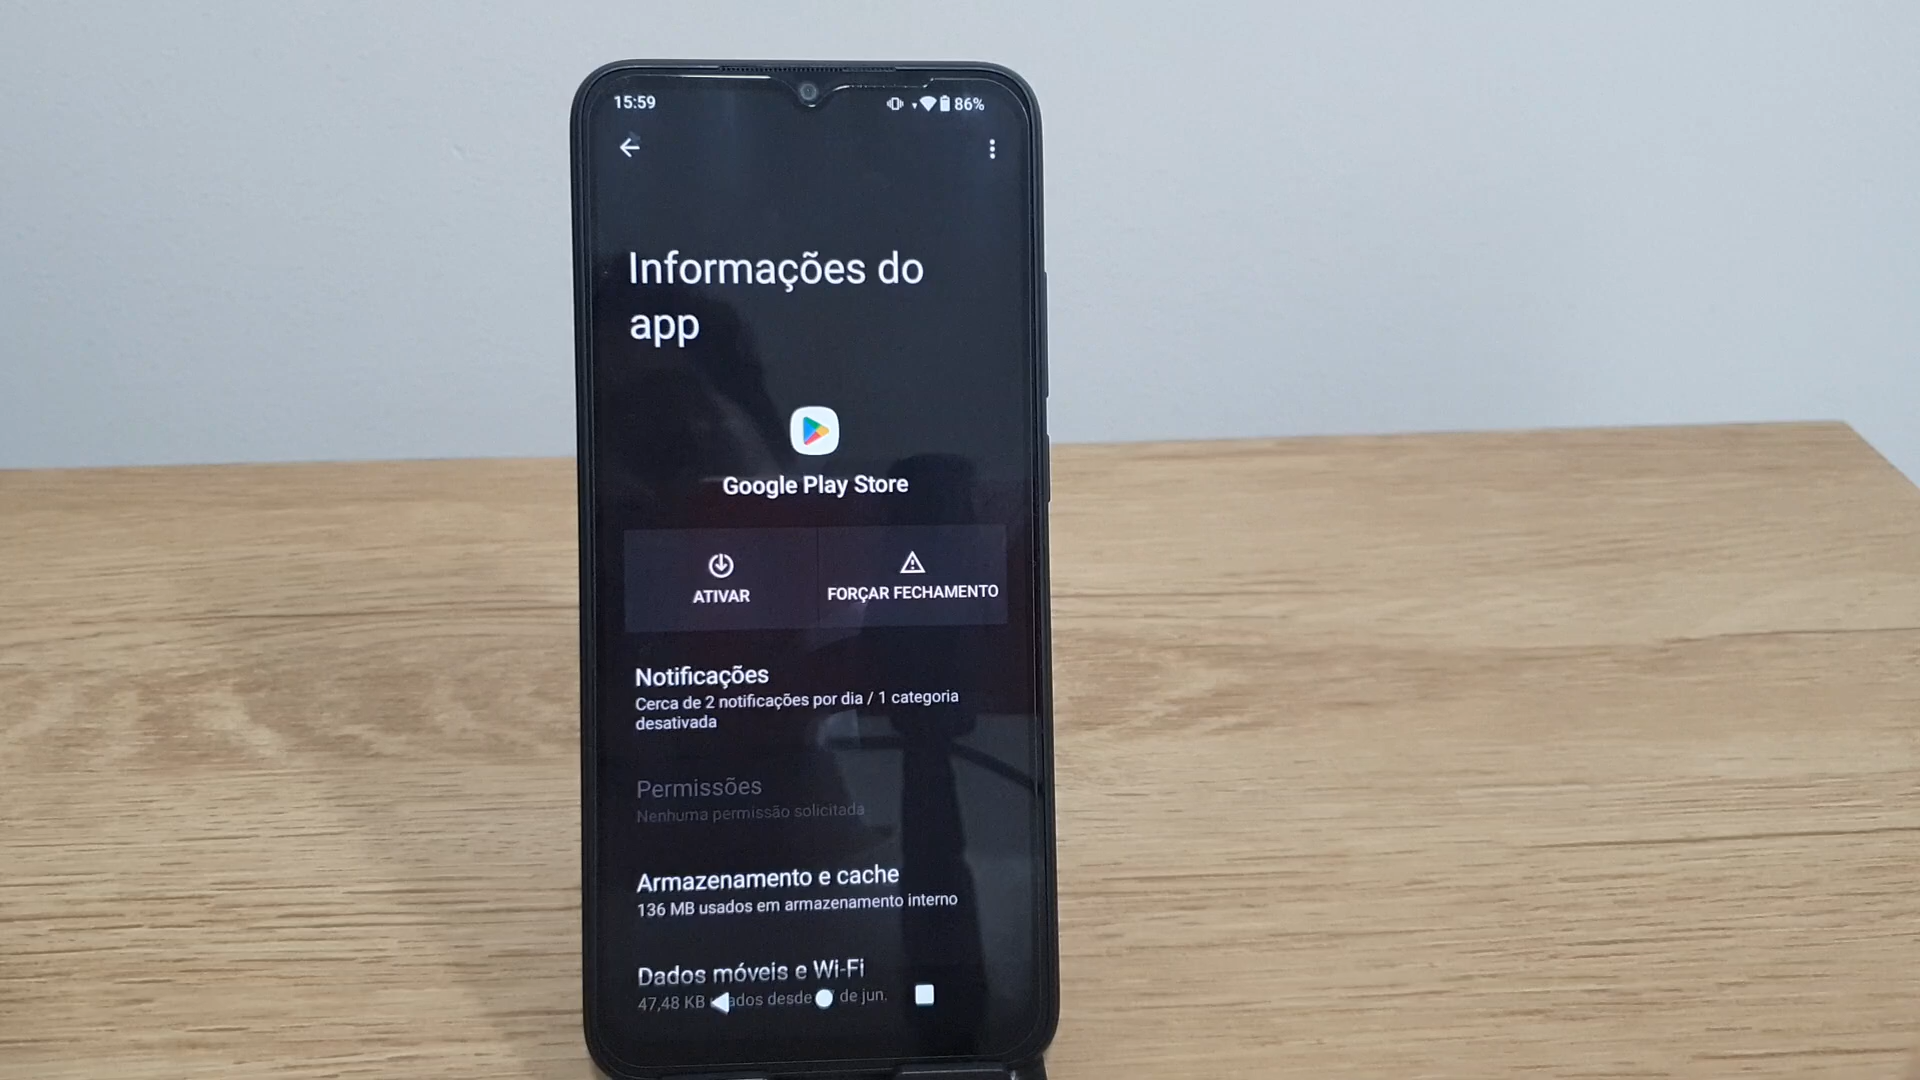 15:59
86%
Informações do
app
Google Play Store
ATIVAR
FORÇAR FECHAMENTO
Notificações
Cerca de 2 notificações por dia / 1 categoria
desativada
Permissões
Nenhuma permissão solicitada
Armazenamento e cache
136 MB usados em armazenamento interno
Dados móveis e Wi-Fi
47,48 KB usados desde de jun.